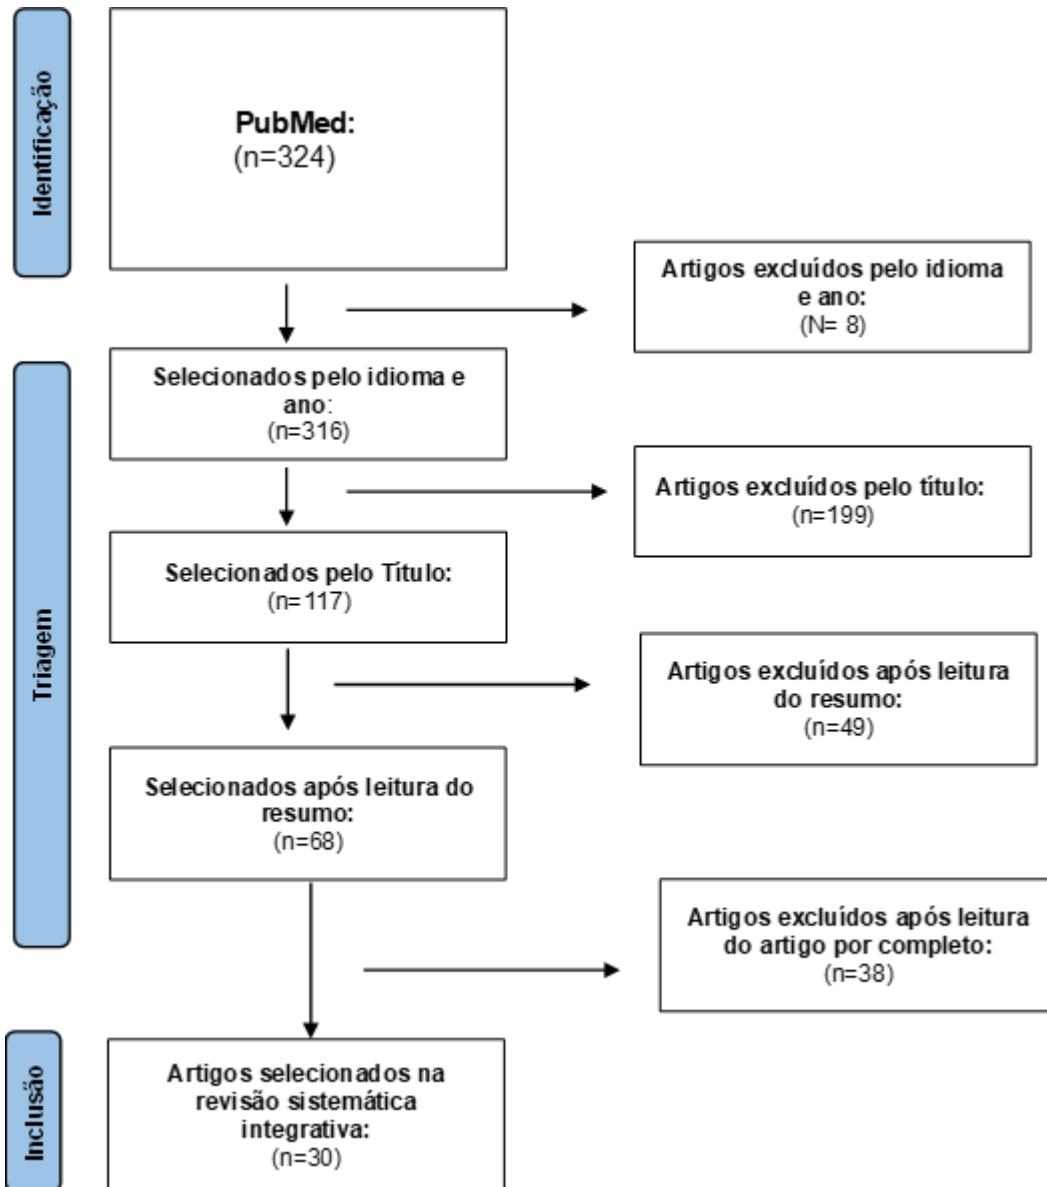 Identificação
PubMed:
(n=324)
Artigos excluídos pelo idioma
e ano:
(N= 8)
Triagem
Selecionados pelo idioma e
ano:
(n=316)
Artigos excluídos pelo título:
(n=199)
Selecionados pelo Título:
(n=117)
Artigos excluídos após leitura
do resumo:
(n=49)
Selecionados após leitura do
resumo:
(n=68)
Artigos excluídos após leitura
do artigo por completo:
(n=38)
Inclusão
Artigos selecionados na
revisão sistemática
integrativa:
(n=30)